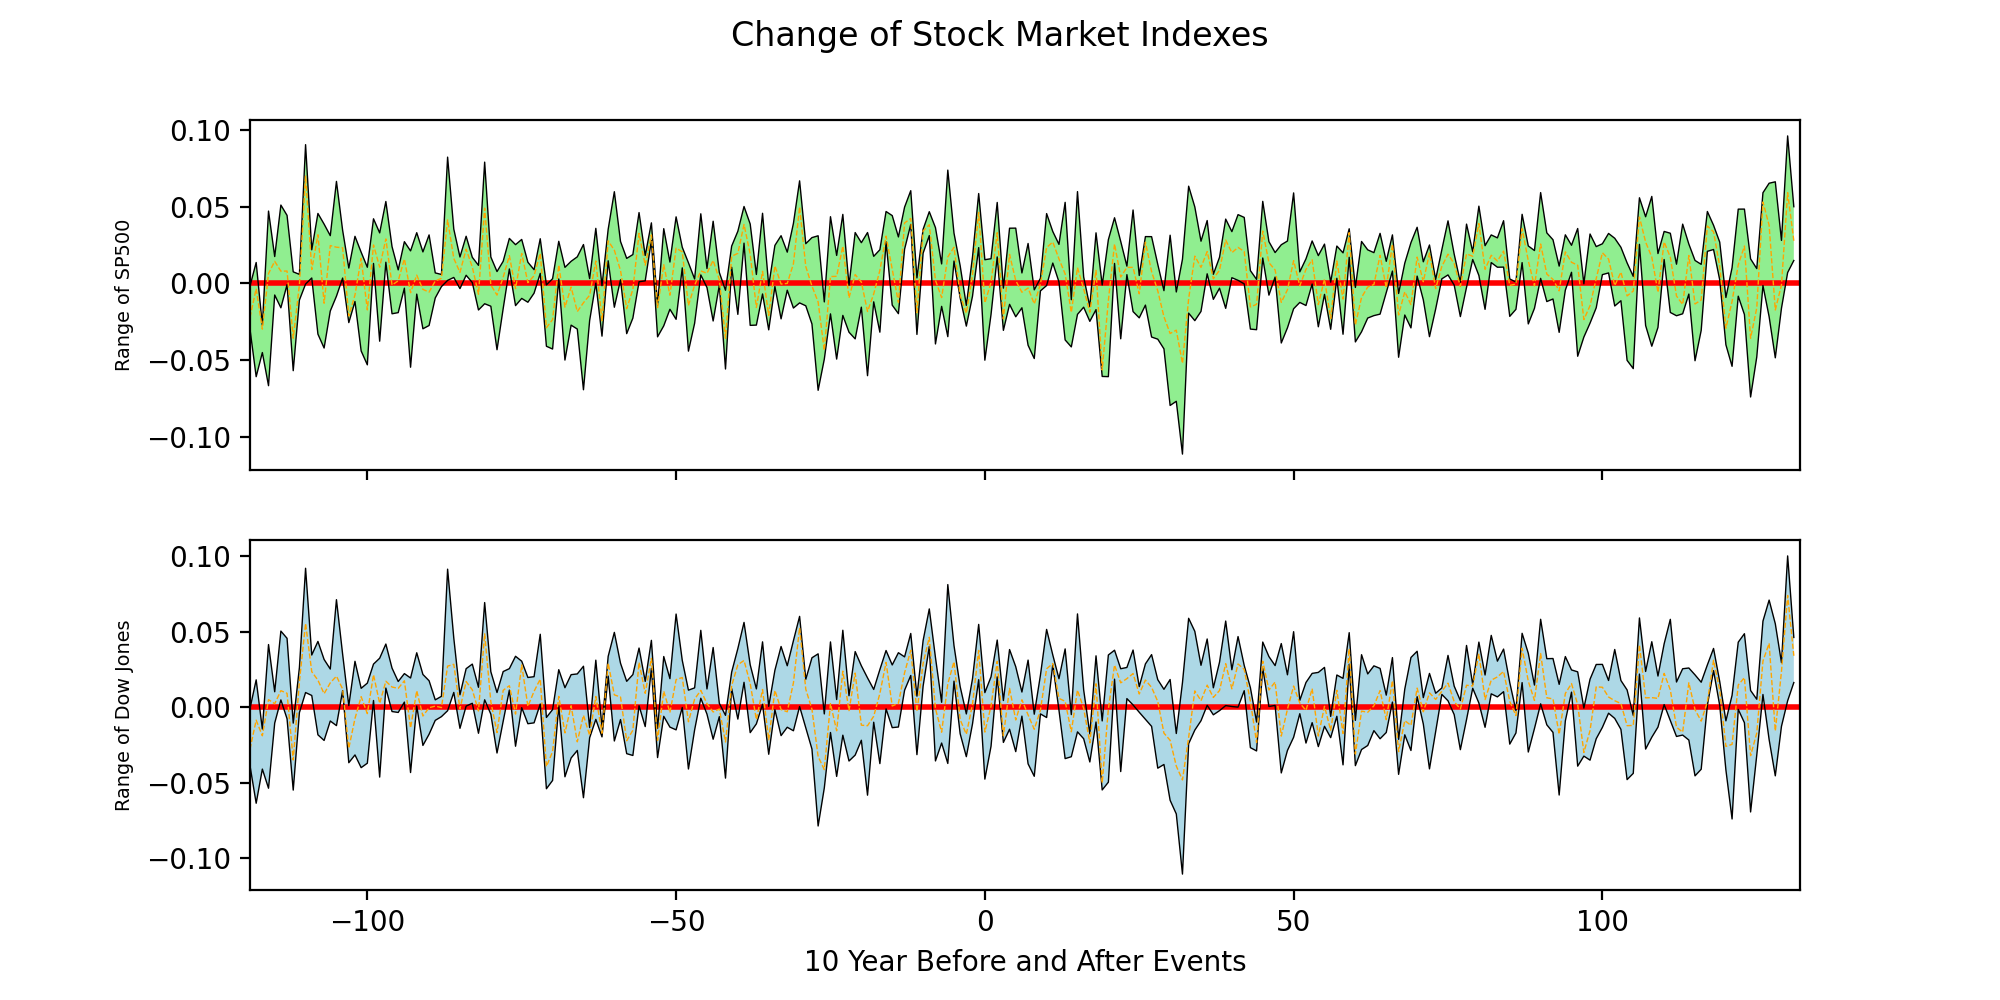 Change of Stock Market Indexes
0.10
0.05
0.00
−0.05
−0.10
Range of SP500
0.10
0.05
0.00
−0.05
−0.10
Range of Dow Jones
−100 −50 0 50 100
10 Year Before and After Events